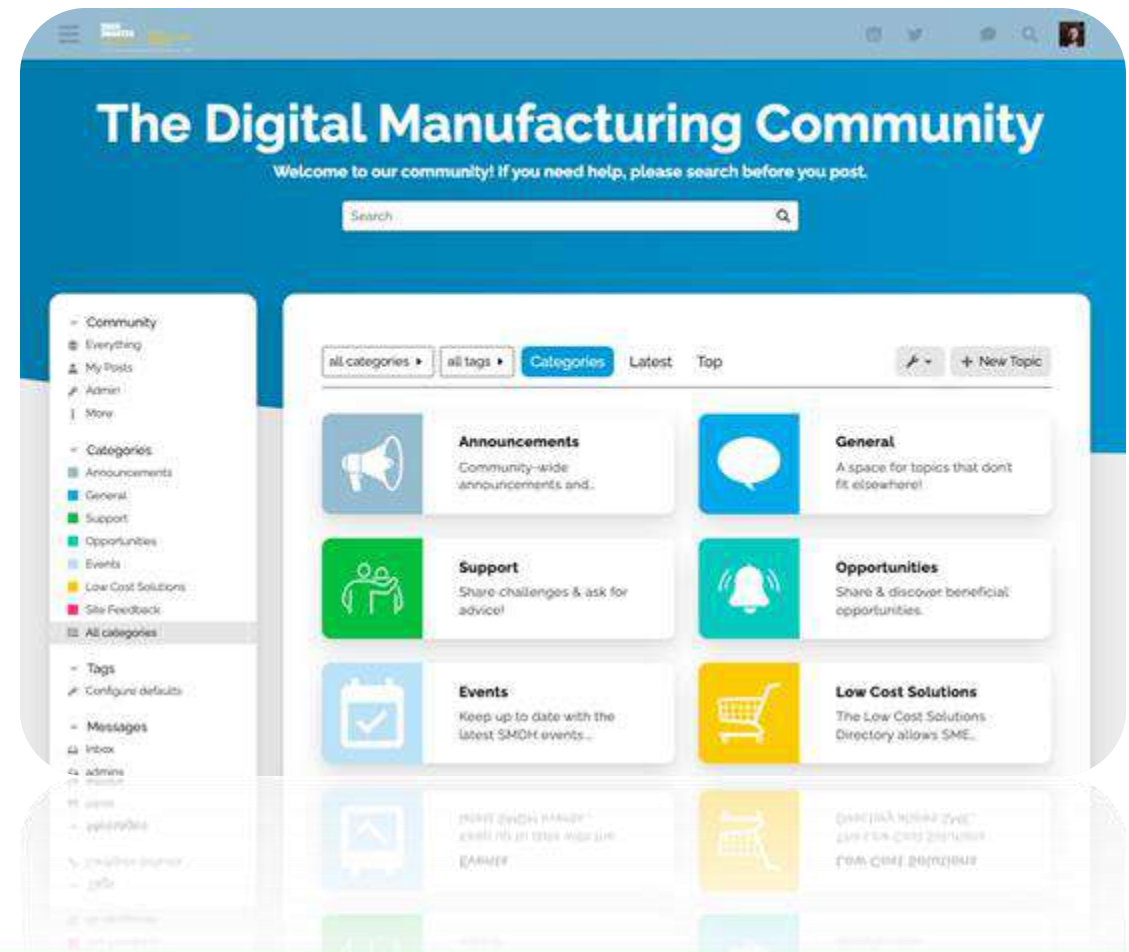 The Digital Manufacturing Community
Welcome to our community! If you need help, please search before you post.
Search
Community
Everything
My Posts
Admin
More
Categories
Announcements
General
Support
Opportunities
Events
Low Cost Solutions
Site Feedback
All categories
Tags
Configure defaults
Messages
Inbox
admins
all categories
all tags
Categories
Latest
Top
+ New Topic
Announcements
Community-wide
announcements and...
General
A space for topics that don't
fit elsewhere!
Support
Share challenges & ask for
advice!
Opportunities
Share & discover beneficial
opportunities.
Events
Keep up to date with the
latest SMDH events...
Low Cost Solutions
The Low Cost Solutions
Directory allows SME...